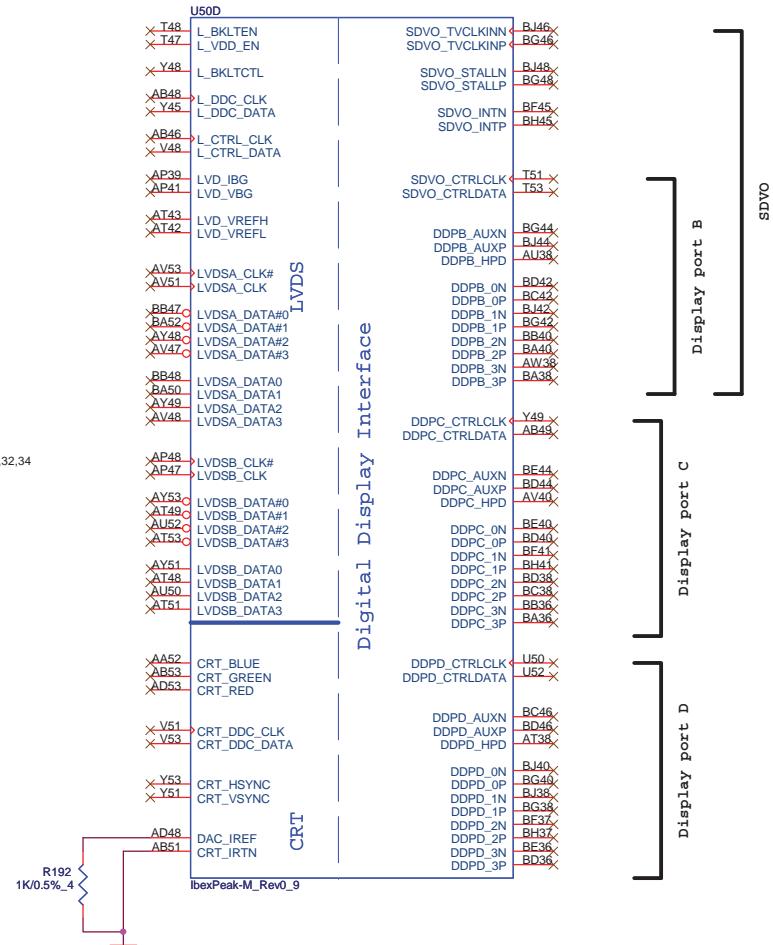 U50D
T48 L_BKLTEN SDVO_TVCLKINN BJ46
T47 L_VDD_EN SDVO_TVCLKINP BG46
Y48 L_BKLTCTL SDVO_STALLN BJ48
SDVO_STALLP BG48
AB48 L_DDC_CLK
Y45 L_DDC_DATA SDVO_INTN BF45
SDVO_INTP BH45
AB46 L_CTRL_CLK
V48 L_CTRL_DATA
AP39 LVD_IBG SDVO_CTRLCLK T51
AP41 LVD_VBG SDVO_CTRLDATA T53
AT43 LVD_VREFH
AT42 LVD_VREFL DDPB_AUXN BG44
DDPB_AUXP BJ44
DDPB_HPD AU38
AV53 LVDSA_CLK#
AV51 LVDSA_CLK DDPB_0N BD42
DDPB_0P BC42
BB47 LVDSA_DATA#0 DDPB_1N BJ42
BA52 LVDSA_DATA#1 DDPB_1P BG42
AY48 LVDSA_DATA#2 DDPB_2N BB40
AV47 LVDSA_DATA#3 DDPB_2P BA40
DDPB_3N AW38
BB48 LVDSA_DATA0 DDPB_3P BA38
BA50 LVDSA_DATA1
AY49 LVDSA_DATA2
AV48 LVDSA_DATA3 DDPC_CTRLCLK Y49
DDPC_CTRLDATA AB49
,32,34
AP48 LVDSB_CLK#
AP47 LVDSB_CLK DDPC_AUXN BE44
DDPC_AUXP BD44
AY53 LVDSB_DATA#0 DDPC_HPD AV40
AT49 LVDSB_DATA#1
AU52 LVDSB_DATA#2 DDPC_0N BE40
AT53 LVDSB_DATA#3 DDPC_0P BD40
DDPC_1N BF41
AY51 LVDSB_DATA0 DDPC_1P BH41
AT48 LVDSB_DATA1 DDPC_2N BD38
AU50 LVDSB_DATA2 DDPC_2P BC38
AT51 LVDSB_DATA3 DDPC_3N BB36
DDPC_3P BA36
AA52 CRT_BLUE DDPD_CTRLCLK U50
AB53 CRT_GREEN DDPD_CTRLDATA U52
AD53 CRT_RED
DDPD_AUXN BC46
V51 CRT_DDC_CLK DDPD_AUXP BD46
V53 CRT_DDC_DATA DDPD_HPD AT38
DDPD_0N BJ40
Y53 CRT_HSYNC DDPD_0P BG40
Y51 CRT_VSYNC DDPD_1N BJ38
DDPD_1P BG38
DDPD_2N BF37
AD48 DAC_IREF DDPD_2P BH37
AB51 CRT_IRTN DDPD_3N BE36
DDPD_3P BD36
R192
1K/0.5%_4
IbexPeak-M_Rev0_9
LVDS
CRT
Digital Display Interface
Display port B
Display port C
Display port D
SDVO